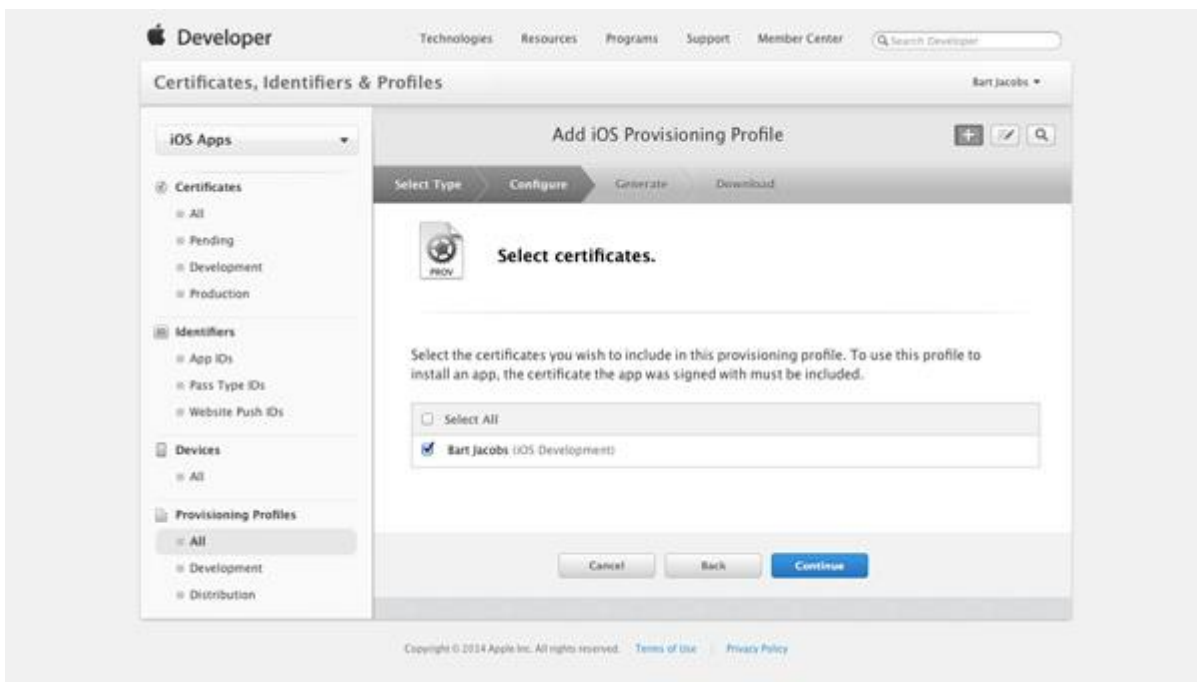 Developer
Technologies Resources Programs Support Member Center Search Developer
Certificates, Identifiers & Profiles
Bart Jacobs
iOS Apps
Add iOS Provisioning Profile
Select Type Configure Generate Download
Certificates
All
Pending
Development
Production
Identifiers
App IDs
Pass Type IDs
Website Push IDs
Devices
All
Provisioning Profiles
All
Development
Distribution
PROV
Select certificates.
Select the certificates you wish to include in this provisioning profile. To use this profile to
install an app, the certificate the app was signed with must be included.
Select All
Bart Jacobs (iOS Development)
Cancel Back Continue
Copyright © 2014 Apple Inc. All rights reserved. Terms of Use | Privacy Policy